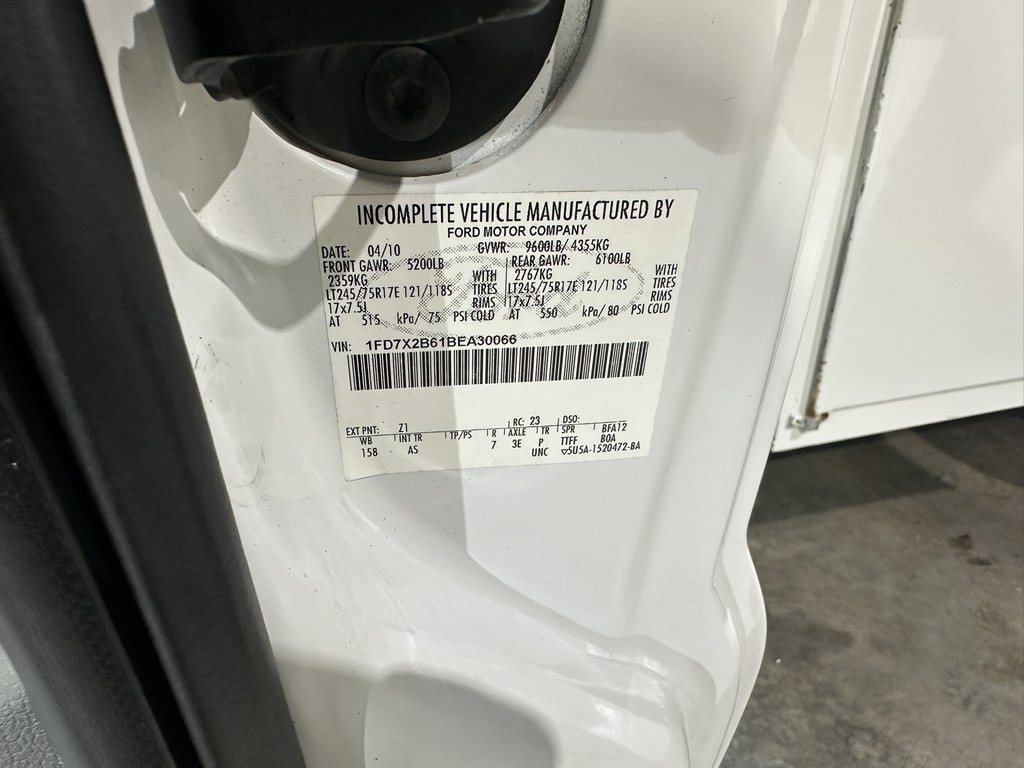 INCOMPLETE VEHICLE MANUFACTURED BY
FORD MOTOR COMPANY
DATE: 04/10 GVWR: 9600LB/ 4355KG
FRONT GAWR: 5200LB REAR GAWR: 6100LB
2359KG WITH 2767KG WITH
LT245/75R17E 121/118S TIRES LT245/75R17E 121/118S TIRES
17x7.5J RIMS 17x7.5J RIMS
AT 515 kPa/ 75 PSI COLD AT 550 kPa/ 80 PSI COLD
VIN: 1FD7X2B61BEA30066
EXT PNT: Z1 RC: 23 DSO:
WB INT TR TP/PS R AXLE TR SPR BFA12
158 AS 7 3E P TTFF BOA
UNC ▽5U5A-1520472-BA